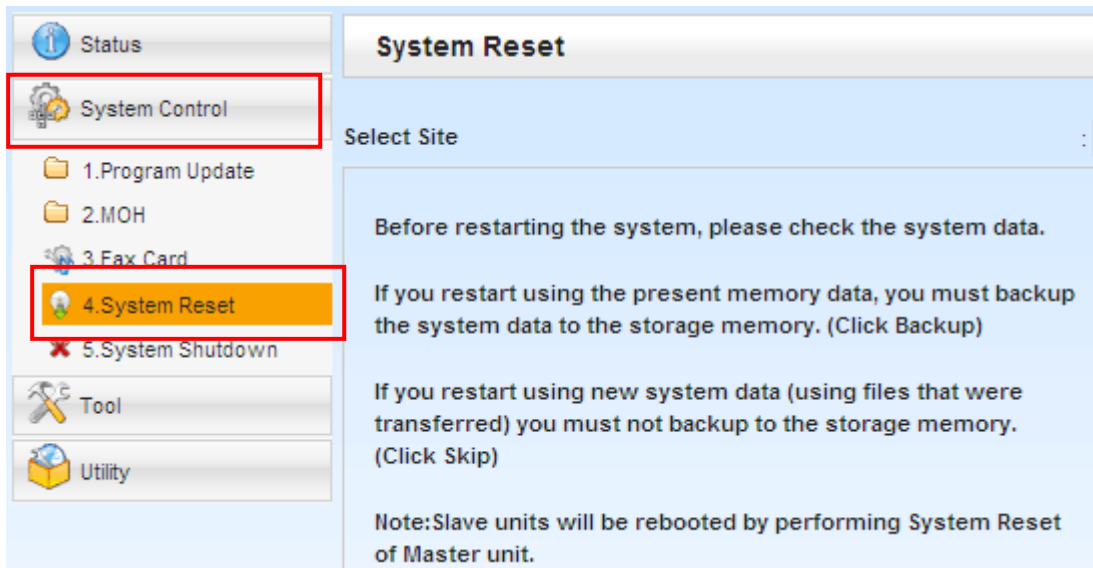 Status
System Control
1.Program Update
2.MOH
3.Fax Card
4.System Reset
5.System Shutdown
Tool
Utility
System Reset
Select Site :
Before restarting the system, please check the system data.
If you restart using the present memory data, you must backup
the system data to the storage memory. (Click Backup)
If you restart using new system data (using files that were
transferred) you must not backup to the storage memory.
(Click Skip)
Note:Slave units will be rebooted by performing System Reset
of Master unit.